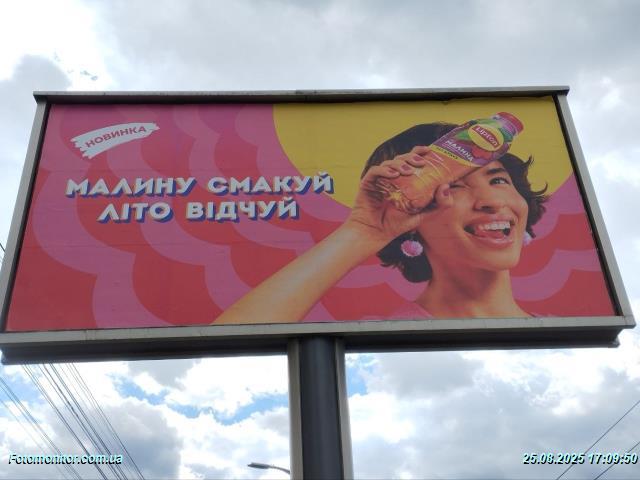 НОВИНКА
МАЛИНУ СМАКУЙ
ЛІТО ВІДЧУЙ
Lipton
МАЛИНА
Fotomonitor.com.ua
25.08.2025 17:09:50